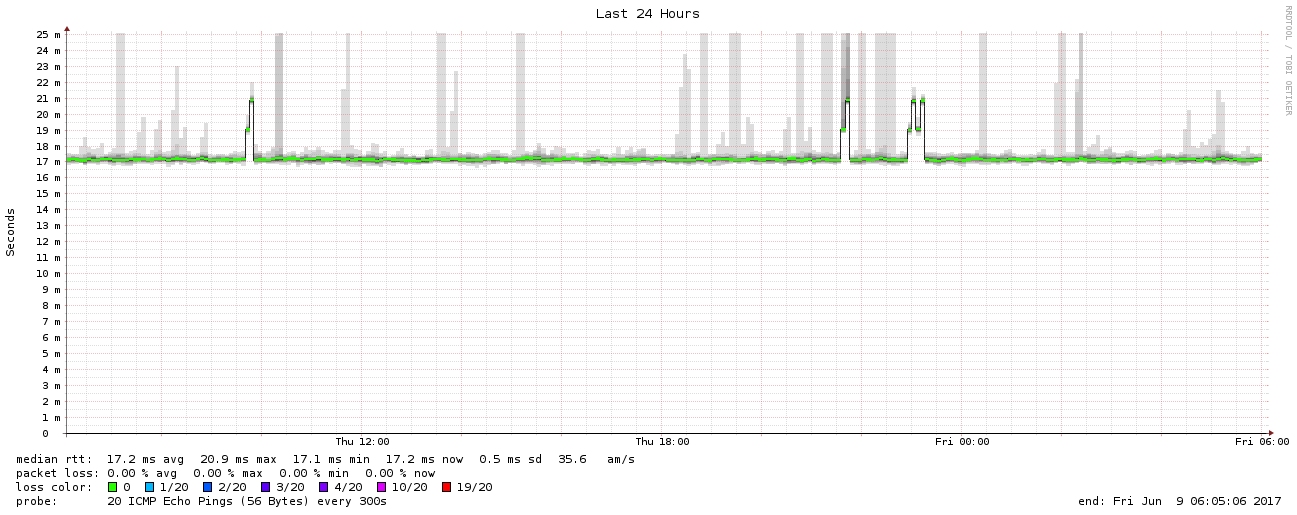 Last 24 Hours
RRDTOOL / TOBI OETIKER
Seconds
25 m
24 m
23 m
22 m
21 m
20 m
19 m
18 m
17 m
16 m
15 m
14 m
13 m
12 m
11 m
10 m
9 m
8 m
7 m
6 m
5 m
4 m
3 m
2 m
1 m
0
Thu 12:00 Thu 18:00 Fri 00:00 Fri 06:00
median rtt: 17.2 ms avg 20.9 ms max 17.1 ms min 17.2 ms now 0.5 ms sd 35.6 am/s
packet loss: 0.00 % avg 0.00 % max 0.00 % min 0.00 % now
loss color: 0 1/20 2/20 3/20 4/20 10/20 19/20
probe: 20 ICMP Echo Pings (56 Bytes) every 300s end: Fri Jun 9 06:05:06 2017